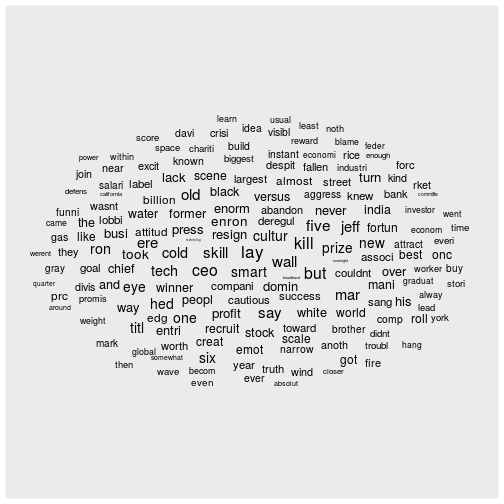 learn usual
davi crisi idea visibl least noth
score reward blame feder
space chariti build
power within known biggest instant economi rice enough
near excit despit fallen industri forc
join lack scene largest almost street turn kind
defens salari label black versus aggress knew bank rket
california billion old committe
funni wasnt water former enorm abandon never india investor went
came the lobbi enron deregul jeff fortun econom time
gas like busi attitud press resign cultur five
werent they ron ere cold skill lay kill prize new attract everi
took wall associ best onc
gray goal chief tech ceo smart but couldnt over worker buy
quarter divis and eye winner compani domin mani graduat stori
prc promis hed peopl cautious success mar sang his alway
around way lead
weight edg one profit say white world comp roll york
titl entri recruit stock toward brother didnt
mark creat scale anoth troubl hang
global worth emot narrow
then somewhat six year truth got fire
wave becom wind closer
even ever absolut